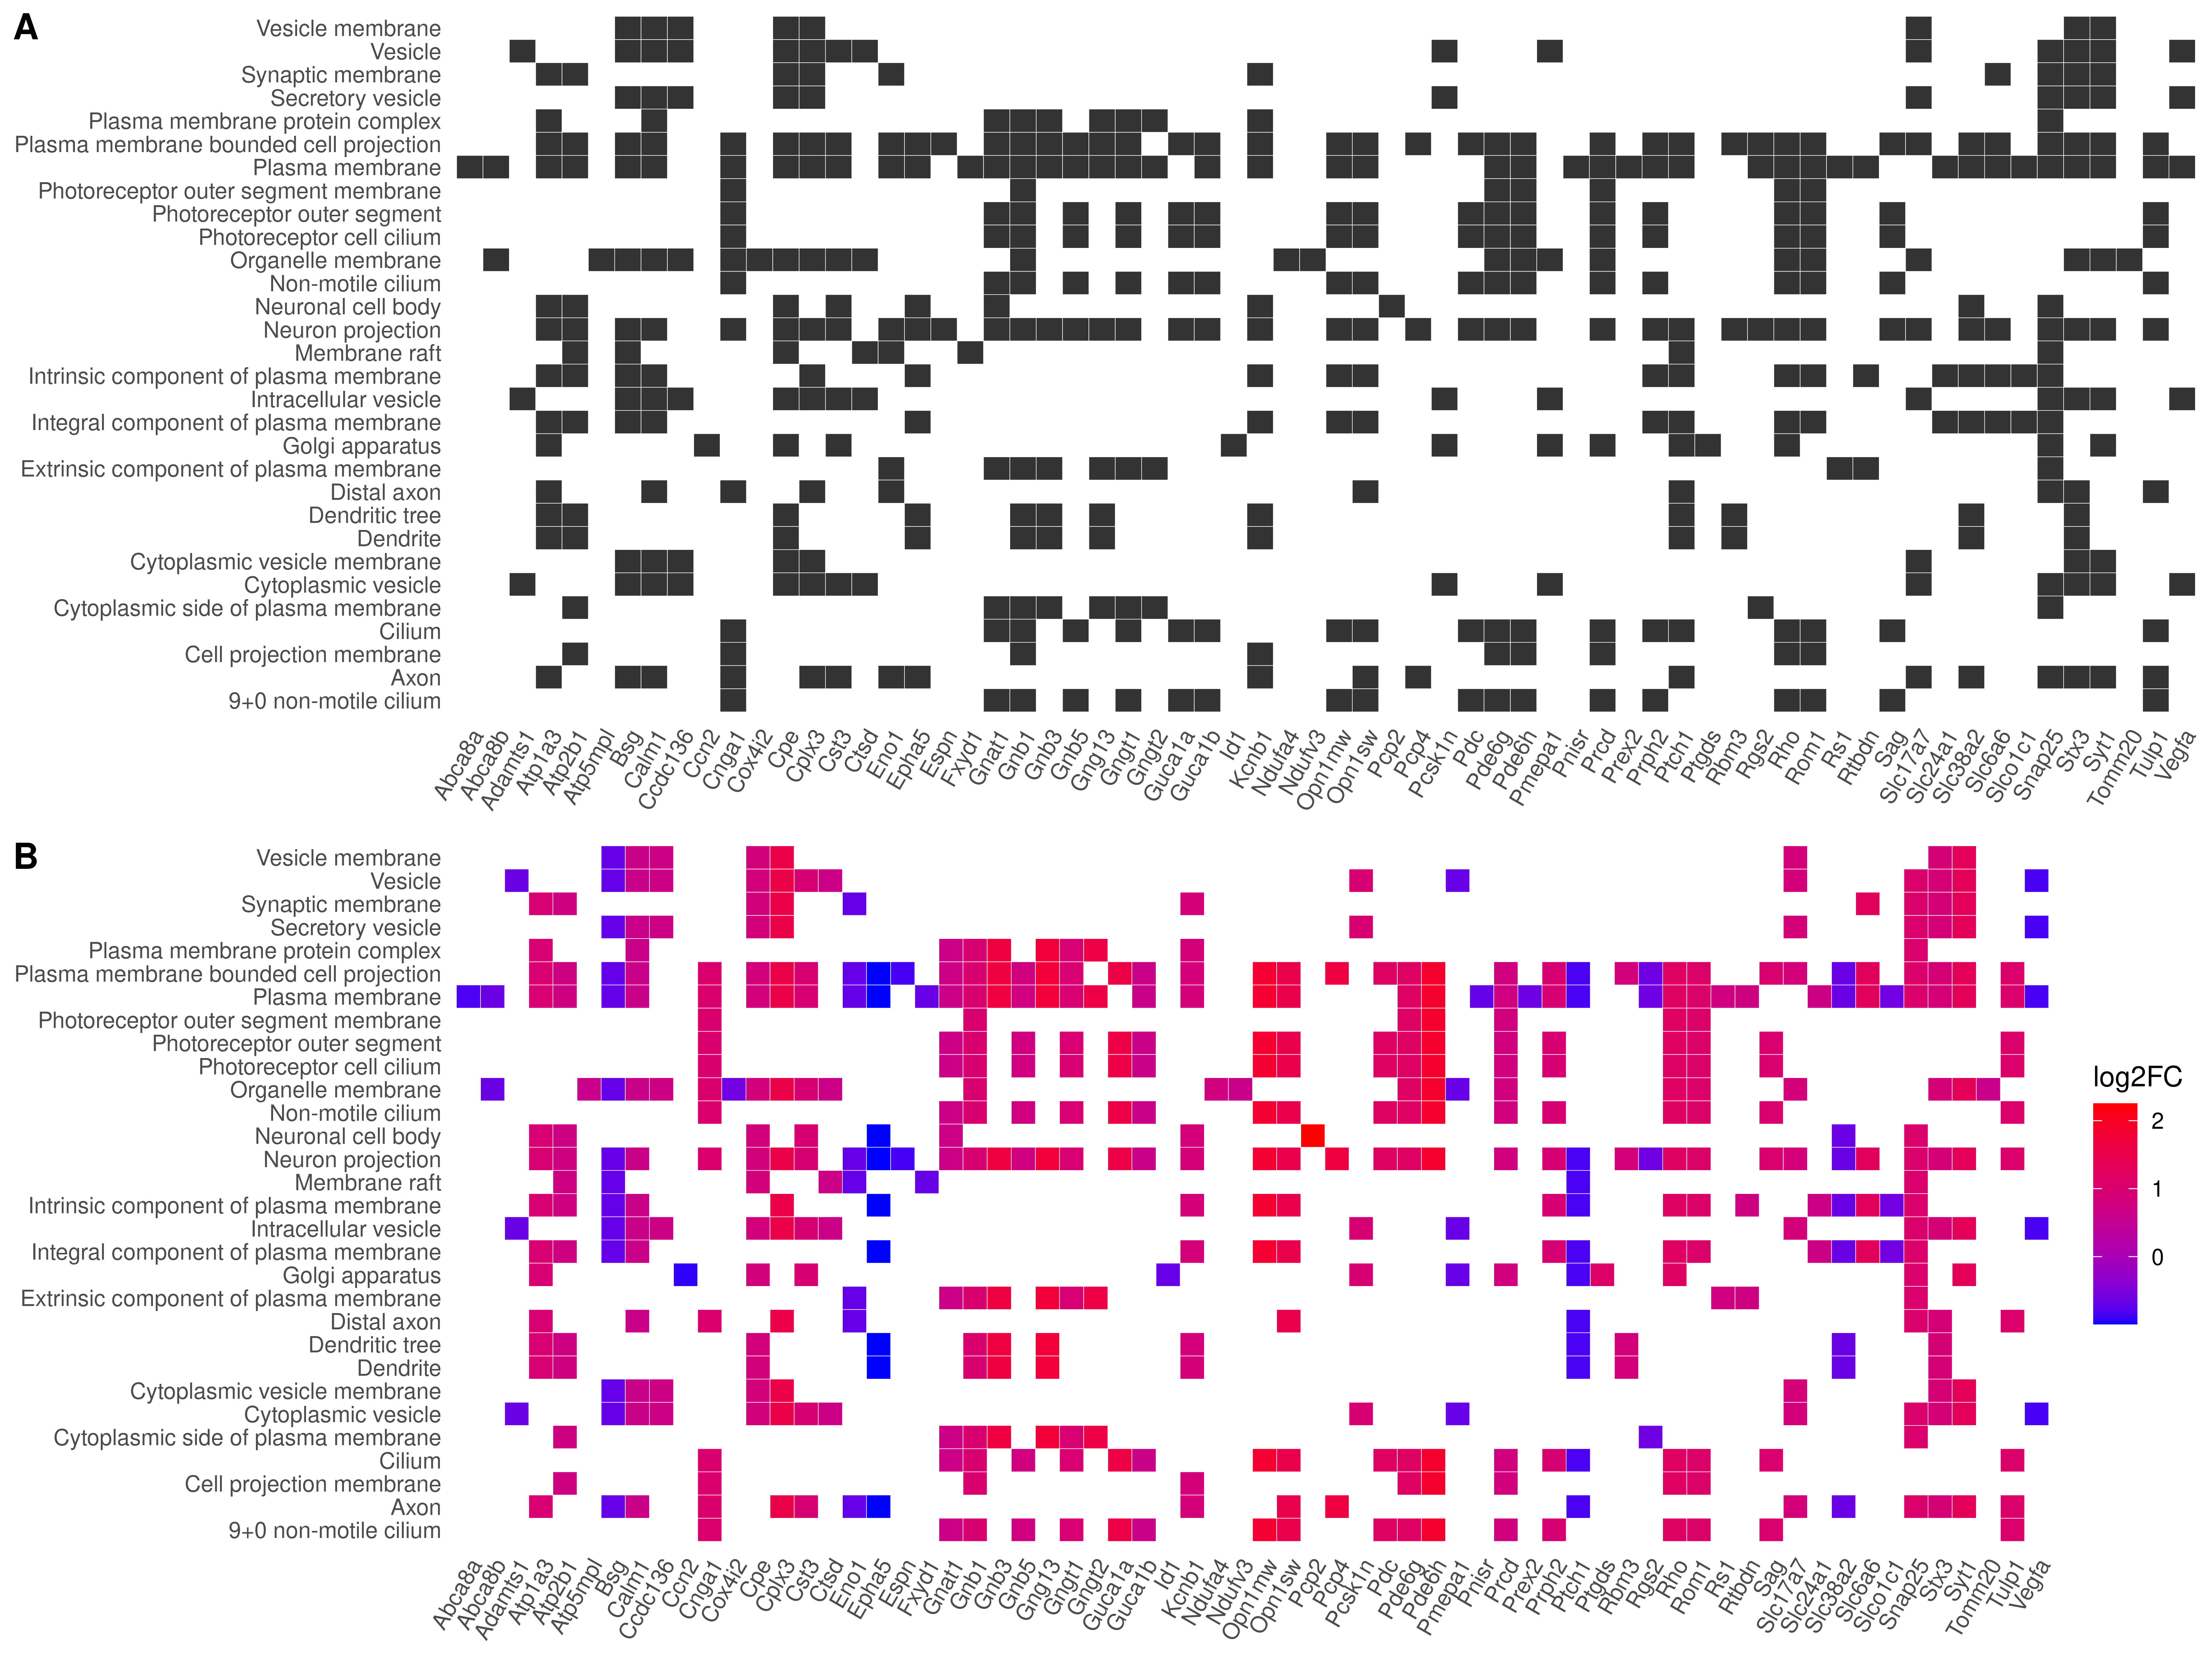 A
Vesicle membrane
Vesicle
Synaptic membrane
Secretory vesicle
Plasma membrane protein complex
Plasma membrane bounded cell projection
Plasma membrane
Photoreceptor outer segment membrane
Photoreceptor outer segment
Photoreceptor cell cilium
Organelle membrane
Non-motile cilium
Neuronal cell body
Neuron projection
Membrane raft
Intrinsic component of plasma membrane
Intracellular vesicle
Integral component of plasma membrane
Golgi apparatus
Extrinsic component of plasma membrane
Distal axon
Dendritic tree
Dendrite
Cytoplasmic vesicle membrane
Cytoplasmic vesicle
Cytoplasmic side of plasma membrane
Cilium
Cell projection membrane
Axon
9+0 non-motile cilium
Abca8a
Abca8b
Adamts1
Atp1a3
Atp2b1
Atp5mpl
Bsg
Calm1
Ccdc136
Ccn2
Cnga1
Cox4i2
Cpe
Cplx3
Cst3
Ctsd
Eno1
Epha5
Espn
Fxyd1
Gnat1
Gnb1
Gnb3
Gnb5
Gng13
Gngt1
Gngt2
Guca1a
Guca1b
Id1
Kcnb1
Ndufa4
Ndufv3
Opn1mw
Opn1sw
Pcp2
Pcp4
Pcsk1n
Pdc
Pde6g
Pde6h
Pmepa1
Pnisr
Prcd
Prex2
Prph2
Ptch1
Ptgds
Rbm3
Rgs2
Rho
Rom1
Rs1
Rtbdn
Sag
Slc17a7
Slc24a1
Slc38a2
Slc6a6
Slco1c1
Snap25
Stx3
Syt1
Tomm20
Tulp1
Vegfa
B
Vesicle membrane
Vesicle
Synaptic membrane
Secretory vesicle
Plasma membrane protein complex
Plasma membrane bounded cell projection
Plasma membrane
Photoreceptor outer segment membrane
Photoreceptor outer segment
Photoreceptor cell cilium
Organelle membrane
Non-motile cilium
Neuronal cell body
Neuron projection
Membrane raft
Intrinsic component of plasma membrane
Intracellular vesicle
Integral component of plasma membrane
Golgi apparatus
Extrinsic component of plasma membrane
Distal axon
Dendritic tree
Dendrite
Cytoplasmic vesicle membrane
Cytoplasmic vesicle
Cytoplasmic side of plasma membrane
Cilium
Cell projection membrane
Axon
9+0 non-motile cilium
Abca8a
Abca8b
Adamts1
Atp1a3
Atp2b1
Atp5mpl
Bsg
Calm1
Ccdc136
Ccn2
Cnga1
Cox4i2
Cpe
Cplx3
Cst3
Ctsd
Eno1
Epha5
Espn
Fxyd1
Gnat1
Gnb1
Gnb3
Gnb5
Gng13
Gngt1
Gngt2
Guca1a
Guca1b
Id1
Kcnb1
Ndufa4
Ndufv3
Opn1mw
Opn1sw
Pcp2
Pcp4
Pcsk1n
Pdc
Pde6g
Pde6h
Pmepa1
Pnisr
Prcd
Prex2
Prph2
Ptch1
Ptgds
Rbm3
Rgs2
Rho
Rom1
Rs1
Rtbdn
Sag
Slc17a7
Slc24a1
Slc38a2
Slc6a6
Slco1c1
Snap25
Stx3
Syt1
Tomm20
Tulp1
Vegfa
log2FC
2
1
0